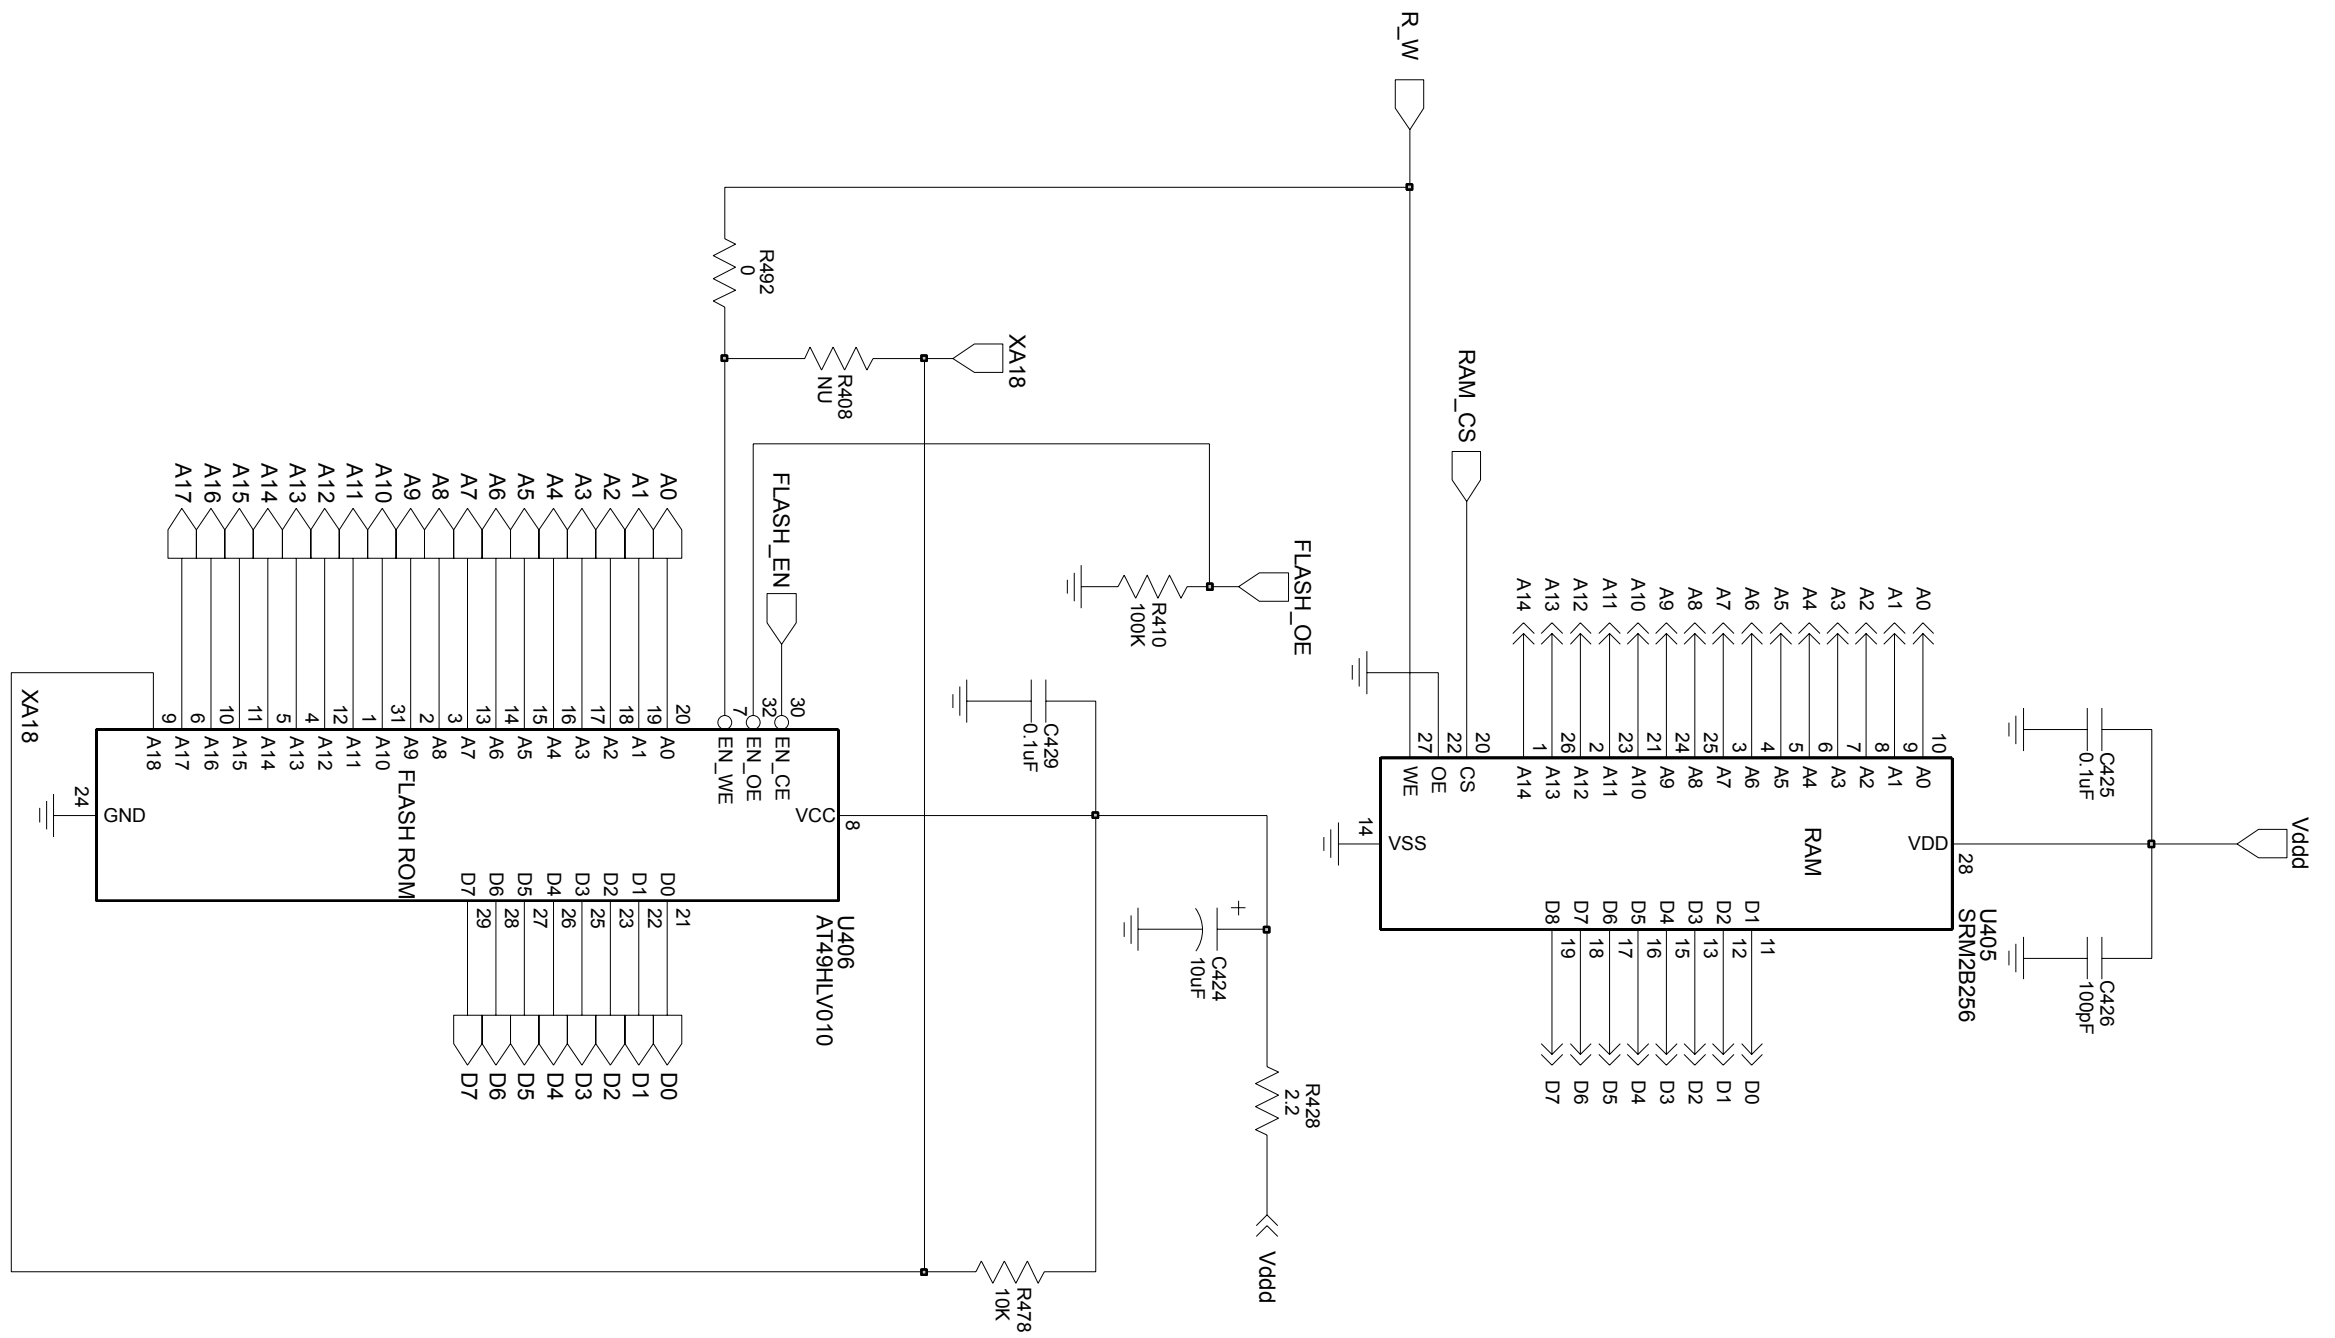 Vddd
C425
0.1uF
C426
100pF
U405
SRM2B256
RAM
VDD
28
A0
A1
A2
A3
A4
A5
A6
A7
A8
A9
A10
A11
A12
A13
A14
10
9
8
7
6
5
4
3
25
24
21
23
2
26
1
20
22
27
A0
A1
A2
A3
A4
A5
A6
A7
A8
A9
A10
A11
A12
A13
A14
CS
OE
WE
D1
D2
D3
D4
D5
D6
D7
D8
11
12
13
15
16
17
18
19
D0
D1
D2
D3
D4
D5
D6
D7
VSS
14
RAM_CS
R_W
FLASH_OE
R410
100K
R428
2.2
Vddd
+
C424
10uF
C429
0.1uF
R478
10K
XA18
R408
NU
R492
0
FLASH_EN
U406
AT49HLV010
FLASH ROM
VCC
8
30
32
7
EN_CE
EN_OE
EN_WE
A0
A1
A2
A3
A4
A5
A6
A7
A8
A9
A10
A11
A12
A13
A14
A15
A16
A17
20
19
18
17
16
15
14
13
3
2
31
1
12
4
5
11
10
6
9
A0
A1
A2
A3
A4
A5
A6
A7
A8
A9
A10
A11
A12
A13
A14
A15
A16
A17
A18
D0
D1
D2
D3
D4
D5
D6
D7
21
22
23
25
26
27
28
29
D0
D1
D2
D3
D4
D5
D6
D7
GND
24
XA18